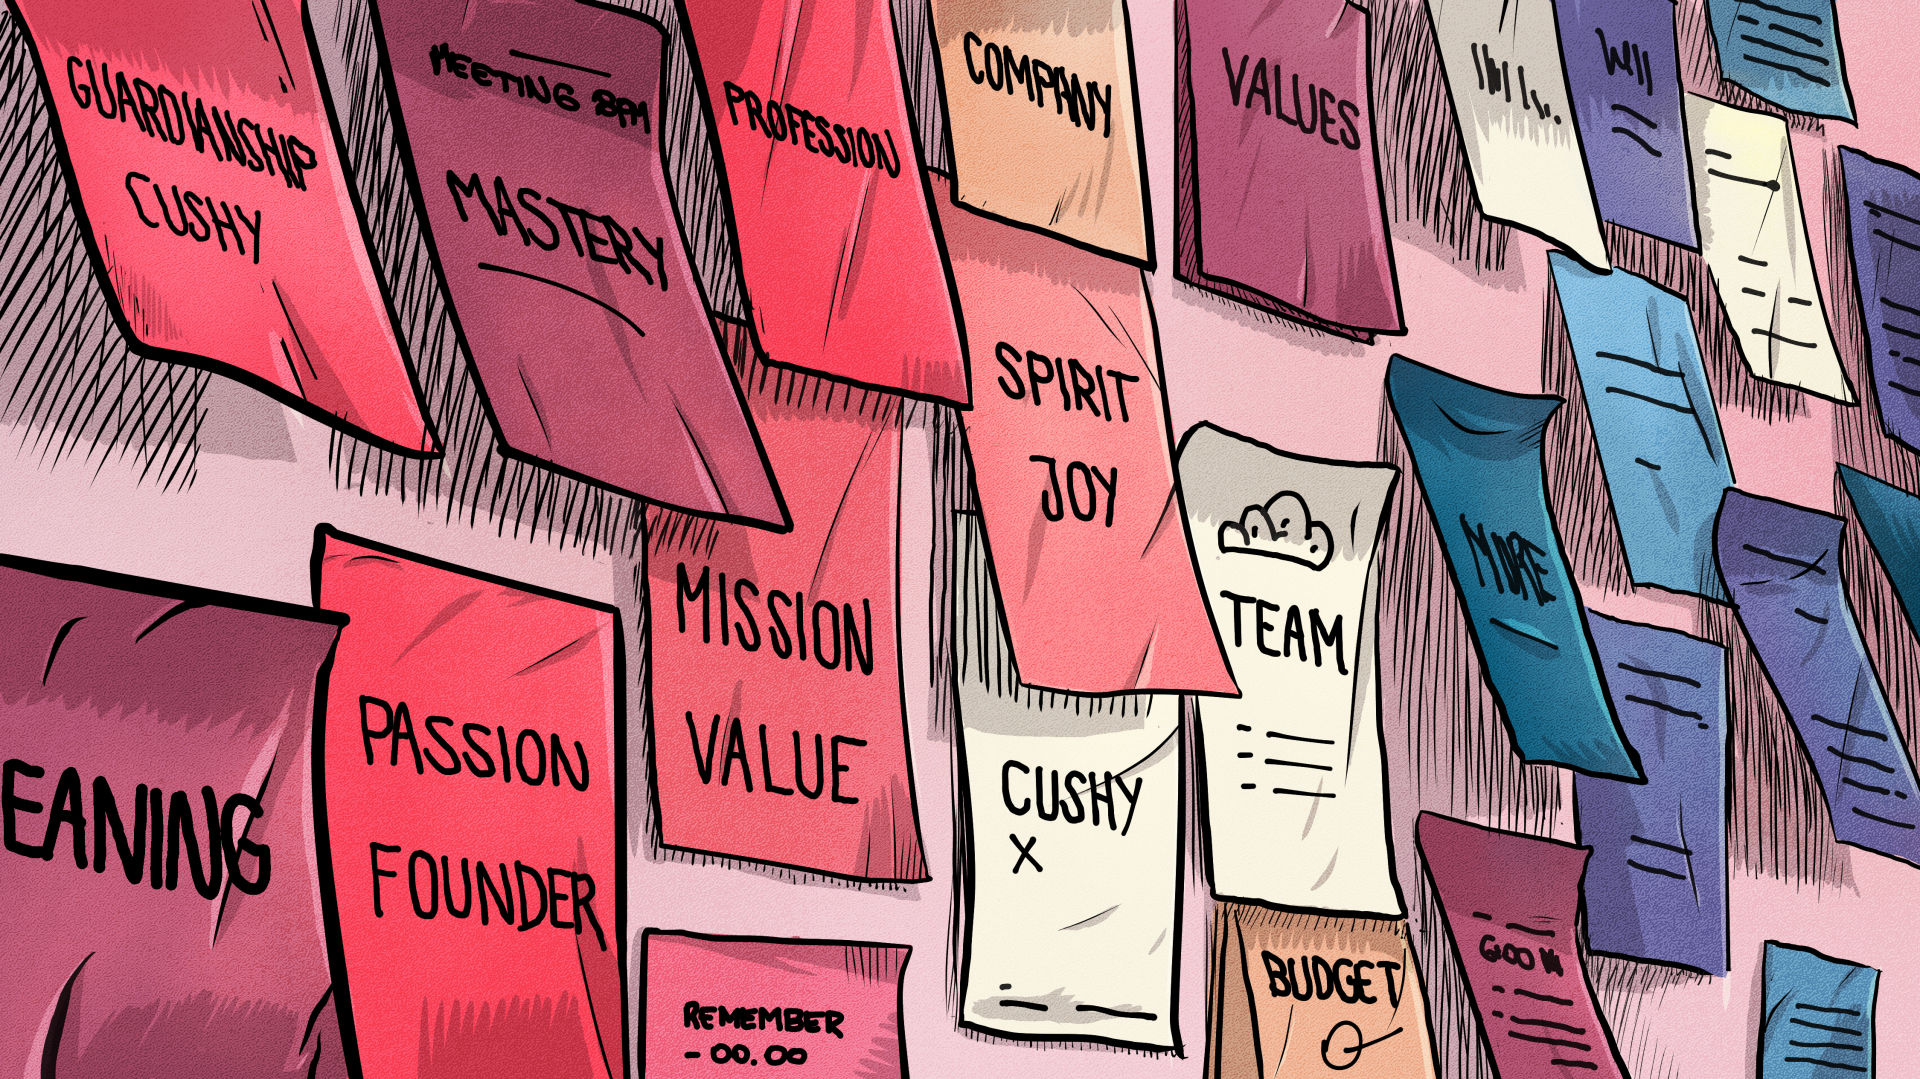 GUARDIANSHIP
CUSHY
MEETING 8PM
MASTERY
PROFESSION
COMPANY
VALUES
SPIRIT
JOY
MORE
MISSION
VALUE
TEAM
EANING
PASSION
FOUNDER
CUSHY
X
REMEMBER
- 00.00
BUDGET